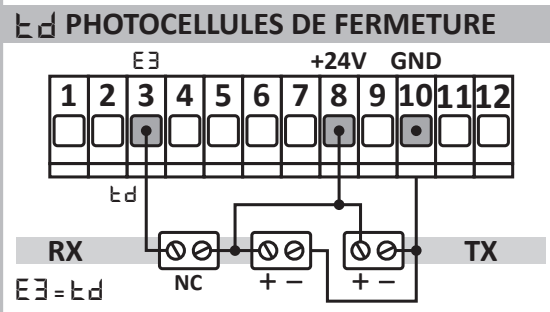 td PHOTOCELLULES DE FERMETURE
E3 +24V GND
1 2 3 4 5 6 7 8 9 10 11 12
td
RX TX
NC + − + −
E3=td